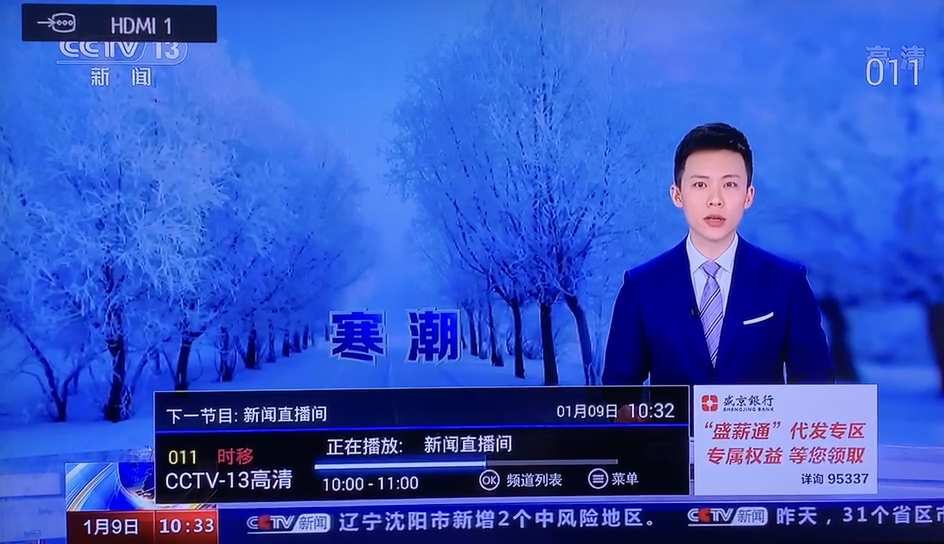 HDMI 1
CCTV 13
新闻
高清
011
寒潮
下一节目: 新闻直播间
01月09日 10:32
011 时移
正在播放: 新闻直播间
CCTV-13高清
10:00 - 11:00
OK 频道列表
菜单
盛京银行
SHENGJING BANK
“盛薪通”代发专区
专属权益 等您领取
详询 95337
1月9日 10:33
CCTV新闻 辽宁沈阳市新增2个中风险地区。 CCTV新闻 昨天，31个省区市